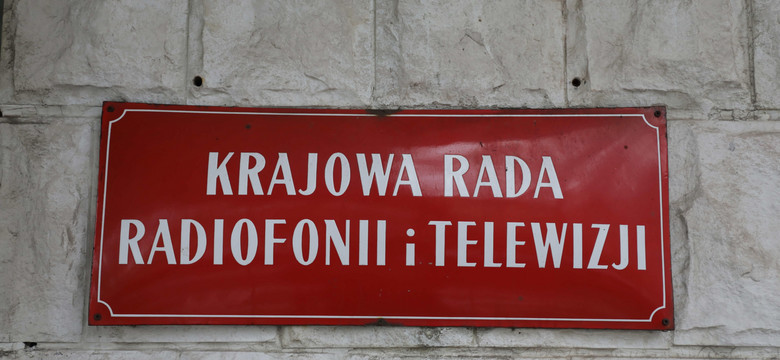 KRAJOWA RADA
RADIOFONII i TELEWIZJI